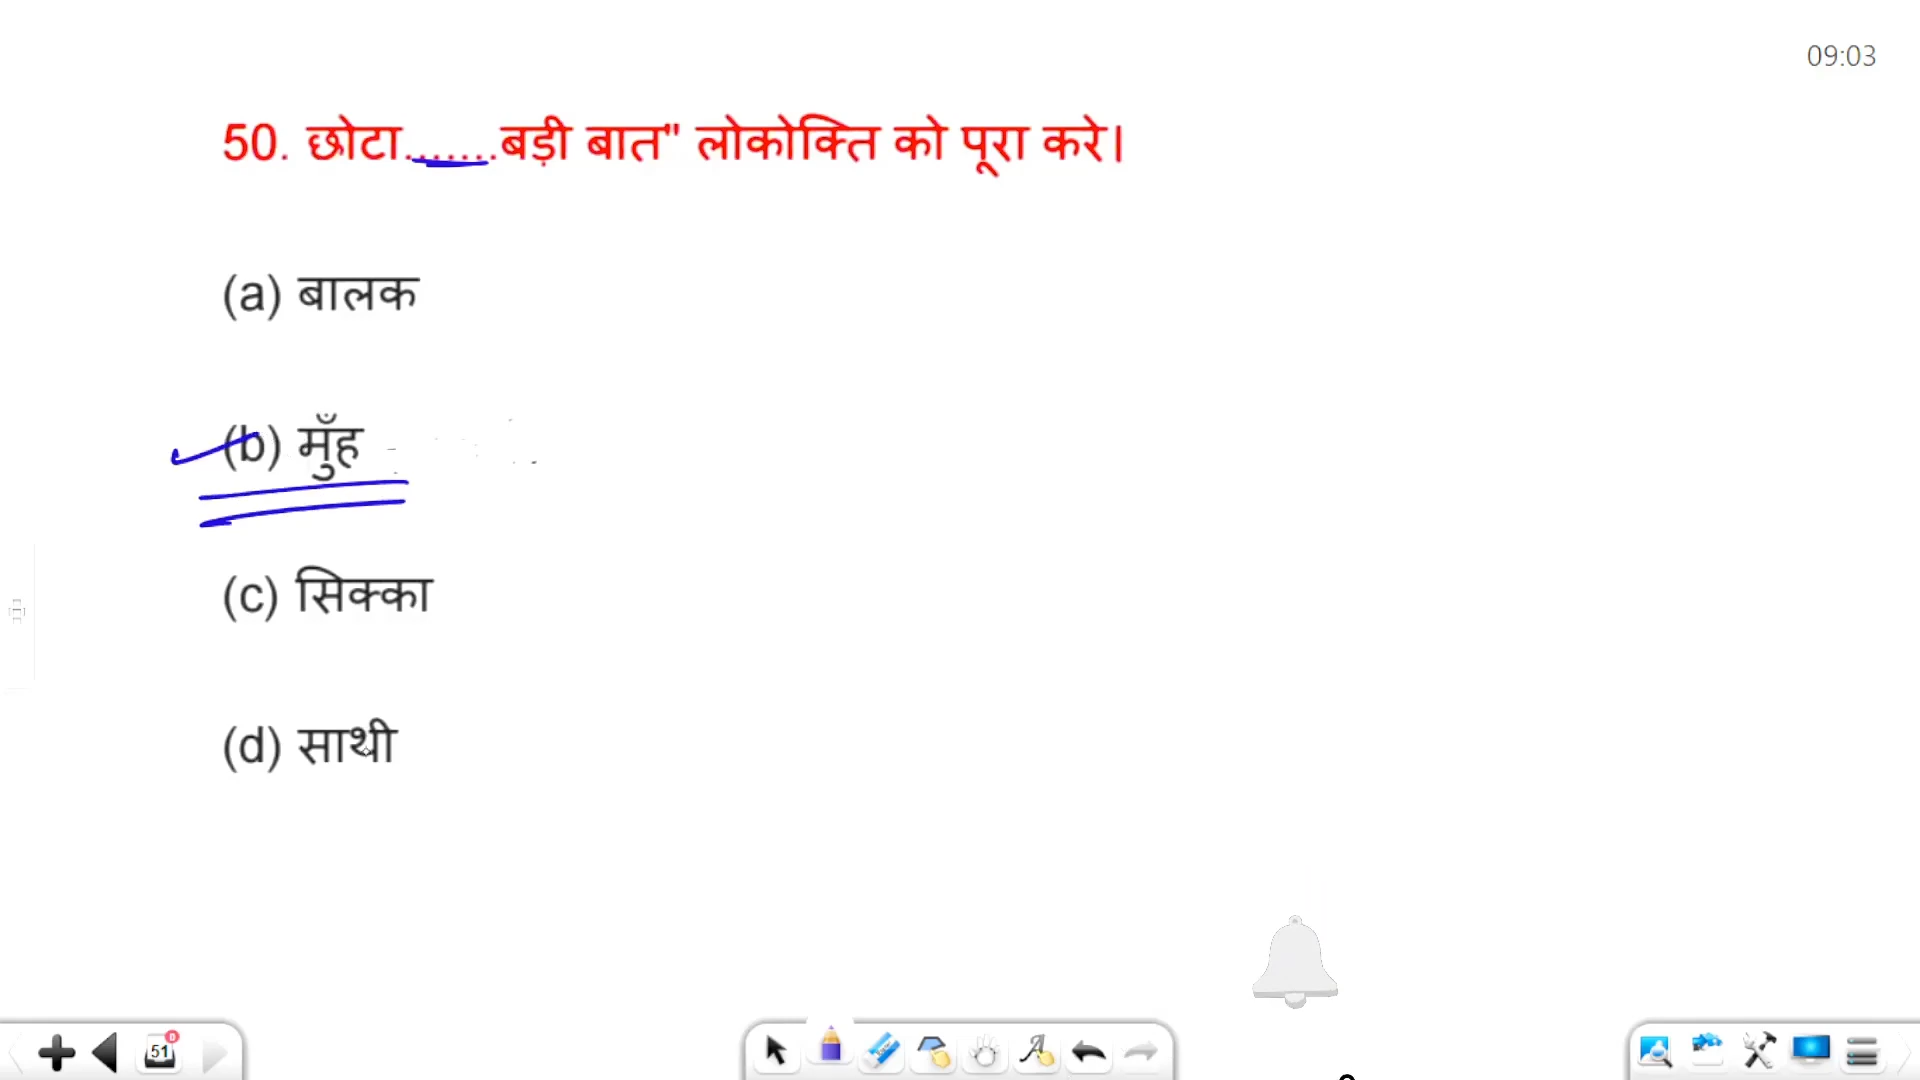 09:03
50. छोटा.......बड़ी बात" लोकोक्ति को पूरा करे।
(a) बालक
(b) मुँह
(c) सिक्का
(d) साथी
51